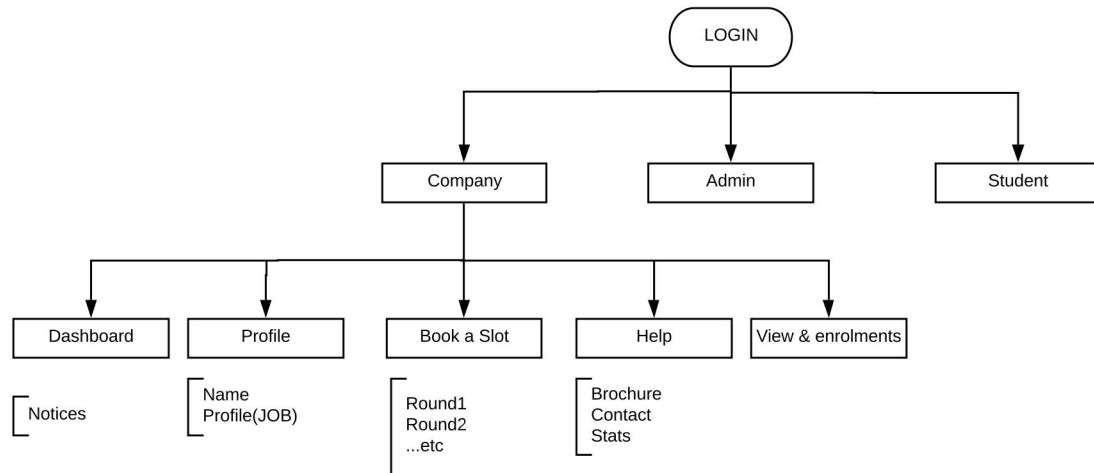 LOGIN
Company
Admin
Student
Dashboard
Profile
Book a Slot
Help
View & enrolments
Notices
Name
Profile(JOB)
Round1
Round2
...etc
Brochure
Contact
Stats